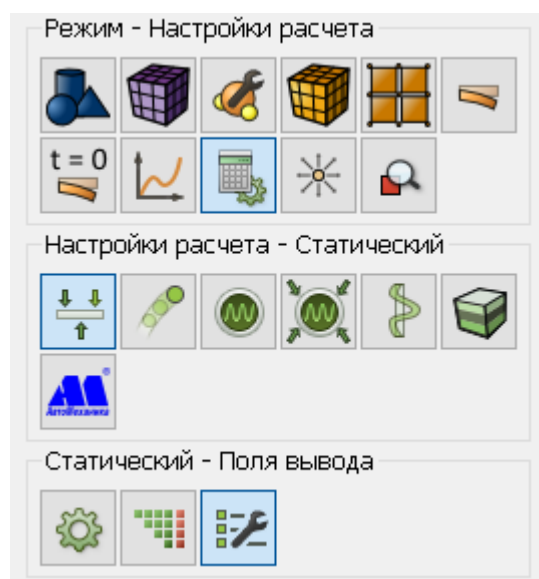 Режим - Настройки расчета
t = 0
Настройки расчета - Статический
АвтоМеханика
Статический - Поля вывода